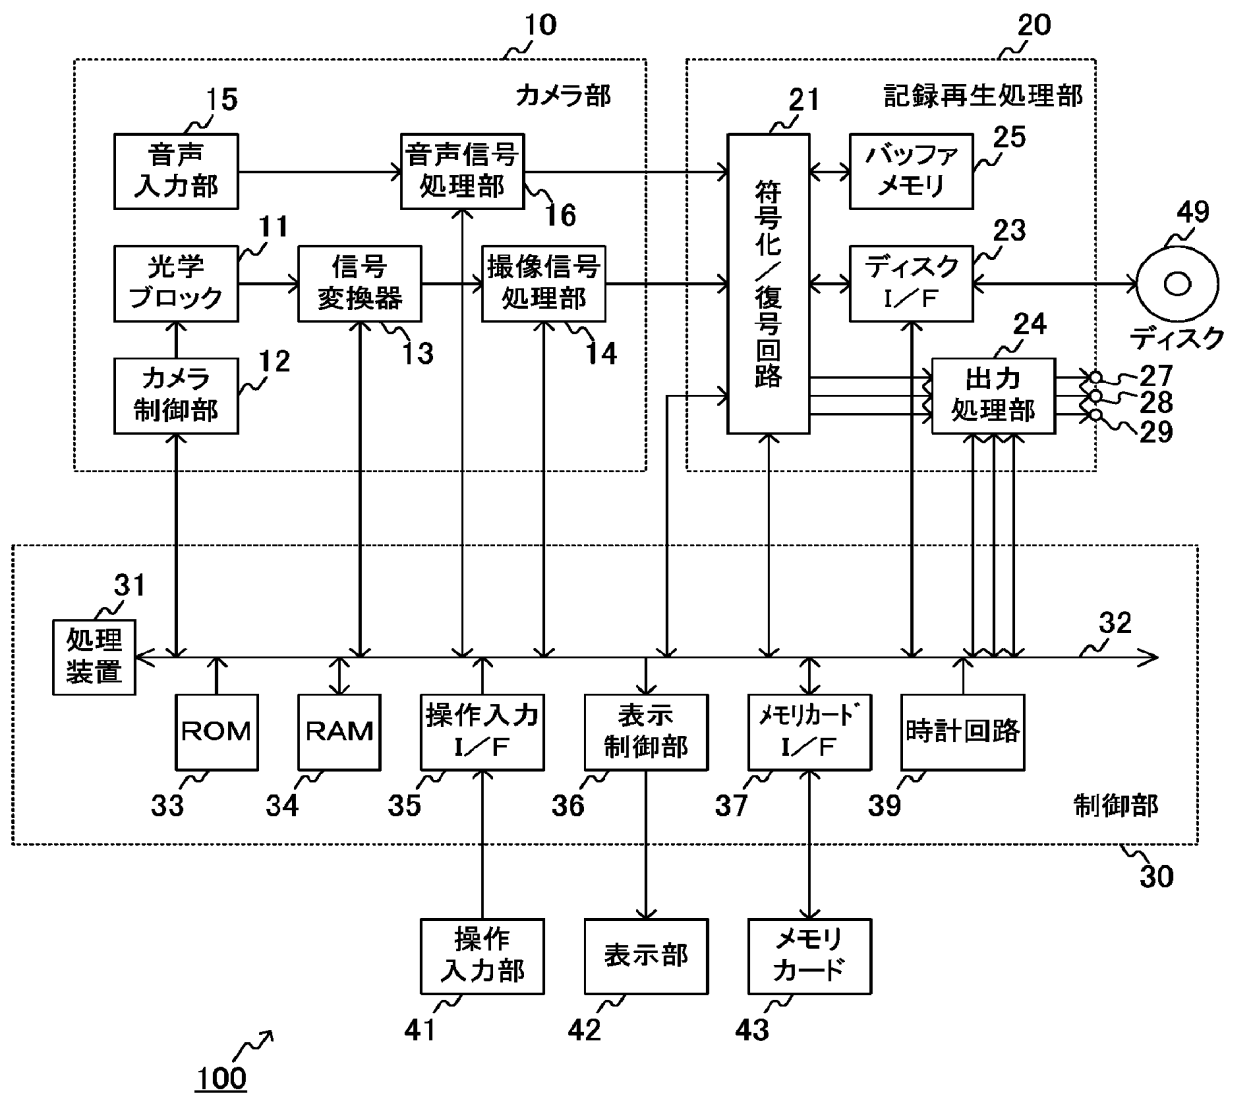 10
20
カメラ部
記録再生処理部
15
21
25
音声
入力部
音声信号
処理部
16
バッファ
メモリ
符号化／復号回路
11
23
49
光学
ブロック
信号
変換器
撮像信号
処理部
ディスク
I／F
13
14
24
ディスク
12
カメラ
制御部
出力
処理部
27
28
29
31
32
処理
装置
ROM
RAM
操作入力
I／F
表示
制御部
メモリカード
I／F
時計回路
33
34
35
36
37
39
制御部
30
操作
入力部
表示部
メモリ
カード
41
42
43
100